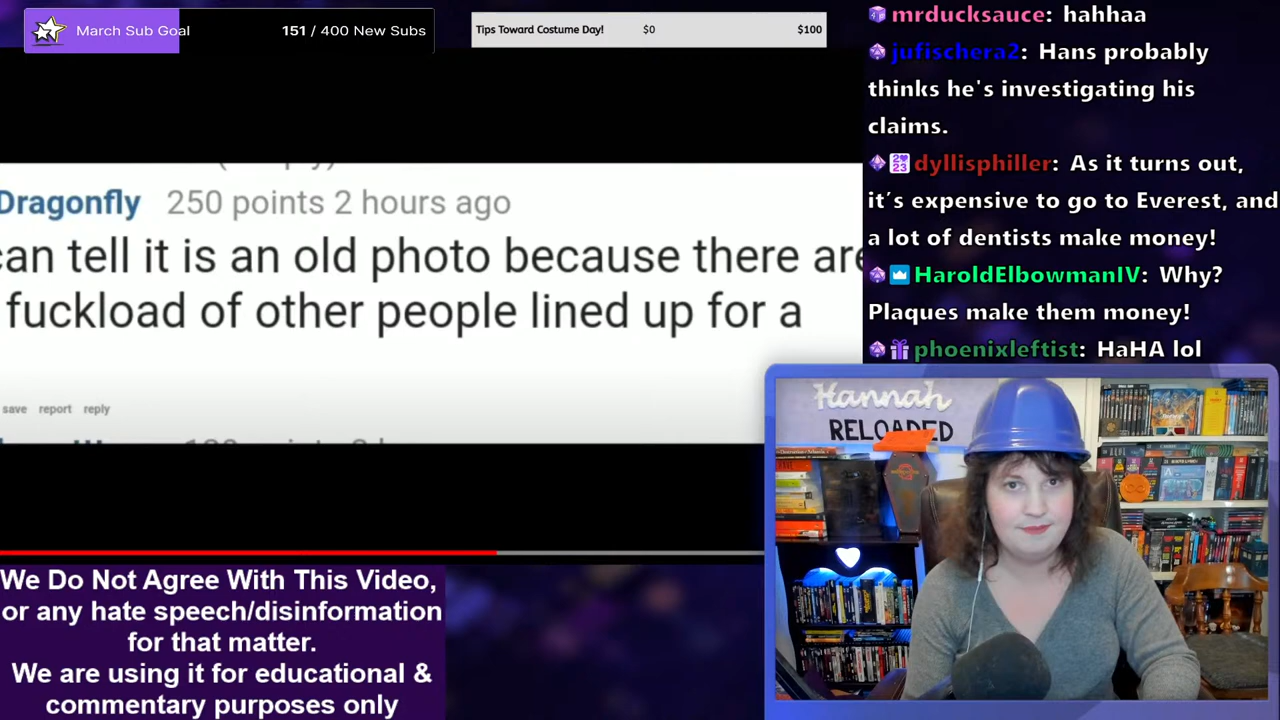 March Sub Goal
151 / 400 New Subs
Tips Toward Costume Day!
$0
$100
Dragonfly 250 points 2 hours ago
can tell it is an old photo because there are
fuckload of other people lined up for a
save report reply
We Do Not Agree With This Video,
or any hate speech/disinformation
for that matter.
We are using it for educational &
commentary purposes only
mrducksauce: hahhaa
jufischera2: Hans probably
thinks he's investigating his
claims.
dyllisphiller: As it turns out,
it’s expensive to go to Everest, and
a lot of dentists make money!
HaroldElbowmanIV: Why?
Plaques make them money!
phoenixleftist: HaHA lol
Hannah
RELOADED